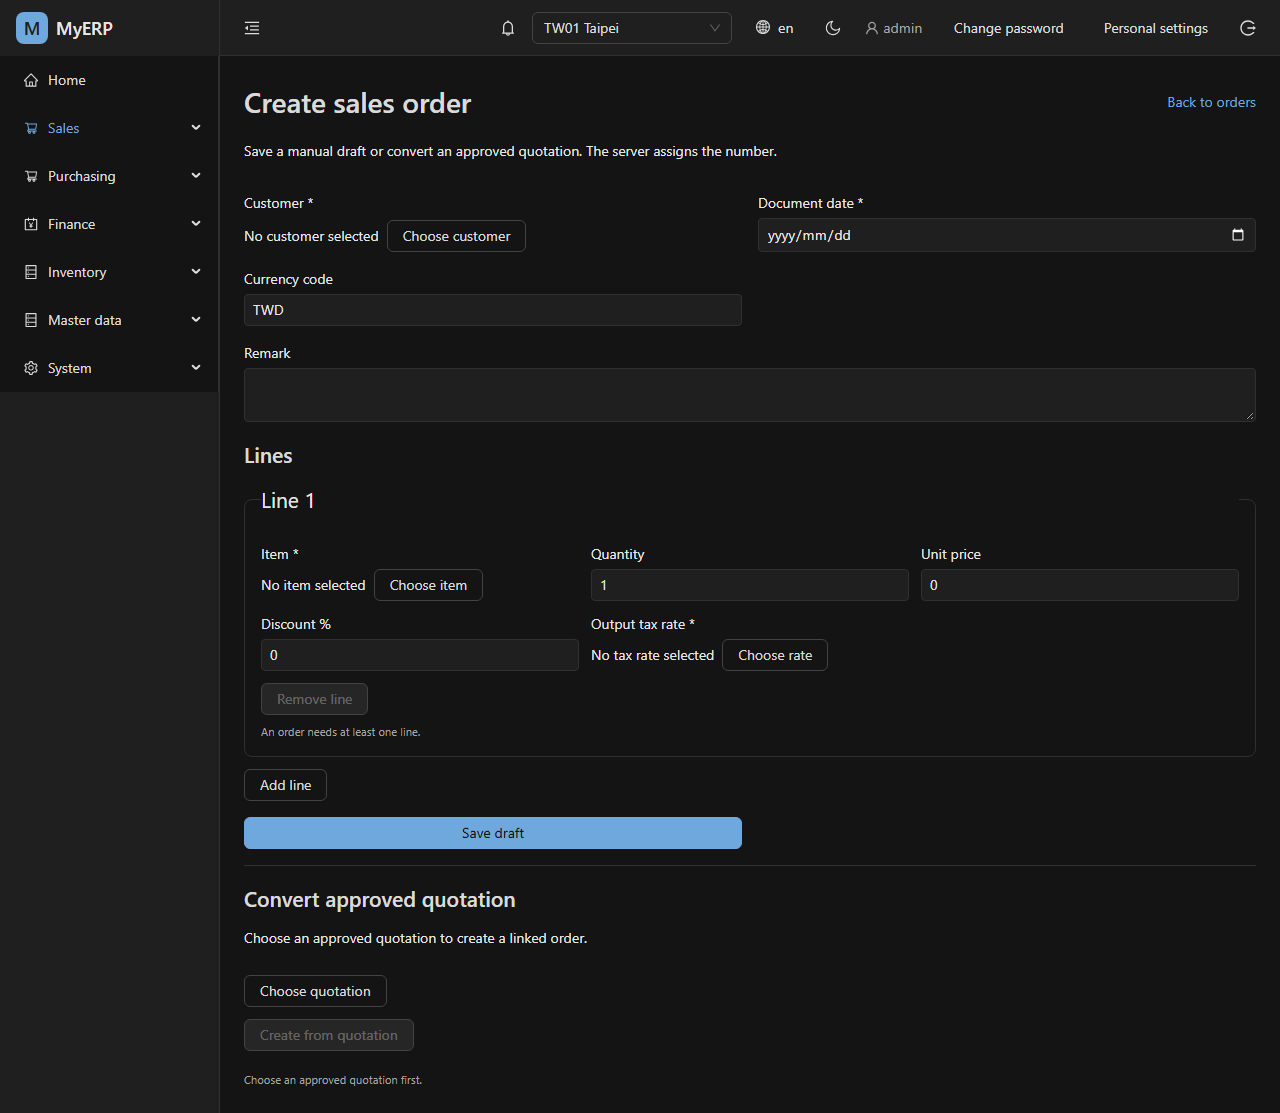 M MyERP
TW01 Taipei
en
admin
Change password
Personal settings
Home
Sales
Purchasing
Finance
Inventory
Master data
System
Create sales order
Back to orders
Save a manual draft or convert an approved quotation. The server assigns the number.
Customer *
No customer selected
Choose customer
Document date *
yyyy/mm/dd
Currency code
TWD
Remark
Lines
Line 1
Item *
No item selected
Choose item
Quantity
1
Unit price
0
Discount %
0
Output tax rate *
No tax rate selected
Choose rate
Remove line
An order needs at least one line.
Add line
Save draft
Convert approved quotation
Choose an approved quotation to create a linked order.
Choose quotation
Create from quotation
Choose an approved quotation first.